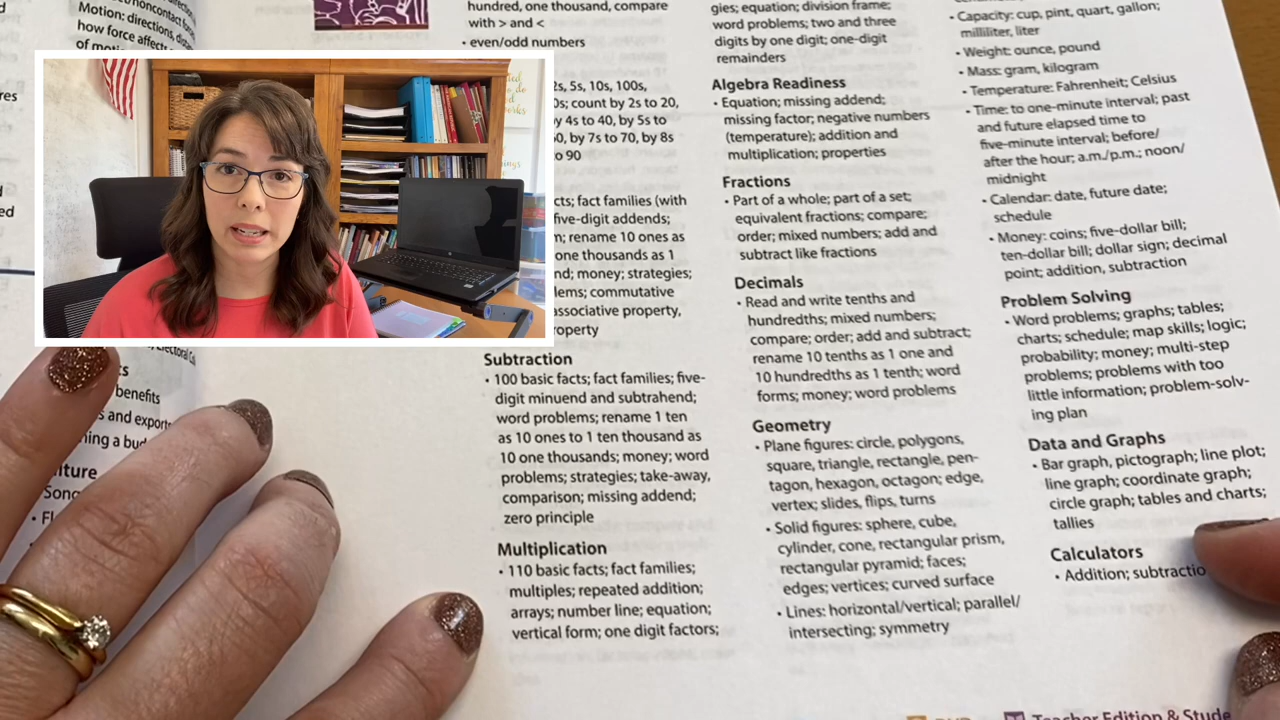 /noncontact
Motion: directions,
how force affects
of
res
ed
benefits
s and
ning a
Song
hundred, one thousand, compare
with > and <
• even/odd numbers
2s, 5s, 10s, 100s,
count by 2s to 20,
by 4s to 40, by 5s to
by 7s to 70, by 8s
to 90
fact families (with
five-digit addends;
rename 10 ones as
one thousands as 1
money; strategies;
commutative
associative property,
Subtraction
• 100 basic facts; fact families; five-
digit minuend and subtrahend;
word problems; rename 1 ten
as 10 ones to 1 ten thousand as
10 one thousands; money; word
problems; strategies; take-away,
comparison; missing addend;
zero principle
Multiplication
• 110 basic facts; fact families;
multiples; repeated addition;
arrays; number line; equation;
vertical form; one digit factors;
gies; equation; division frame;
word problems; two and three
digits by one digit; one-digit
remainders
Algebra Readiness
• Equation; missing addend;
missing factor; negative numbers
(temperature); addition and
multiplication; properties
Fractions
• Part of a whole; part of a set;
equivalent fractions; compare;
order; mixed numbers; add and
subtract like fractions
Decimals
• Read and write tenths and
hundredths; mixed numbers;
compare; order; add and subtract;
rename 10 tenths as 1 one and
10 hundredths as 1 tenth; word
forms; money; word problems
Geometry
• Plane figures: circle, polygons,
square, triangle, rectangle, pen-
tagon, hexagon, octagon; edge,
vertex; slides, flips, turns
• Solid figures: sphere, cube,
cylinder, cone, rectangular prism,
rectangular pyramid; faces;
edges; vertices; curved surface
• Lines: horizontal/vertical; parallel/
intersecting; symmetry
• Capacity: cup, pint, quart, gallon;
milliliter, liter
• Weight: ounce, pound
• Mass: gram, kilogram
• Temperature: Fahrenheit; Celsius
• Time: to one-minute interval; past
and future elapsed time to
five-minute interval; before/
after the hour; a.m./p.m.; noon/
midnight
• Calendar: date, future date;
schedule
• Money: coins; five-dollar bill;
ten-dollar bill; dollar sign; decimal
point; addition, subtraction
Problem Solving
• Word problems; graphs; tables;
charts; schedule; map skills; logic;
probability; money; multi-step
problems; problems with too
little information; problem-solv-
ing plan
Data and Graphs
• Bar graph, pictograph; line plot;
line graph; coordinate graph;
circle graph; tables and charts;
tallies
Calculators
• Addition; subtractio
Teacher Edition & Stude